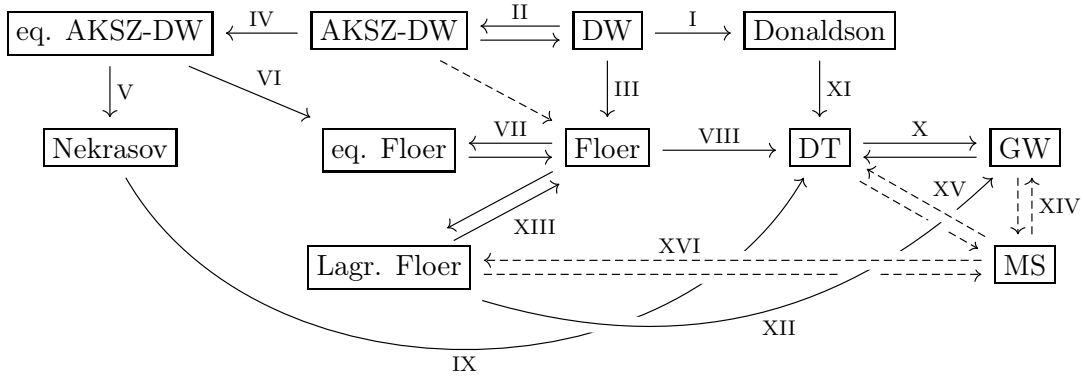 IV II I
eq. AKSZ-DW AKSZ-DW DW Donaldson
V VI III XI
VII VIII X
Nekrasov eq. Floer Floer DT GW
XIII XV XIV
XVI
Lagr. Floer MS
XII
IX